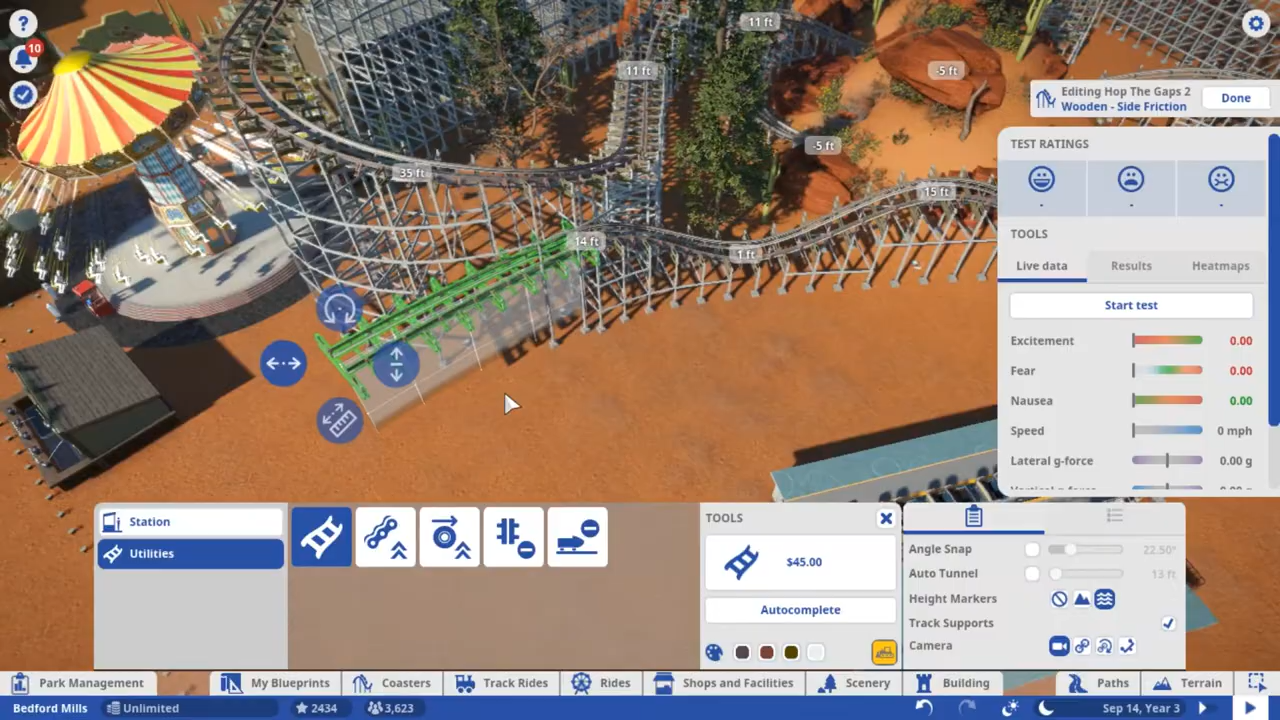 ?
10
11 ft
11 ft
-5 ft
-5 ft
35 ft
15 ft
14 ft
1 ft
Editing Hop The Gaps 2
Wooden - Side Friction
Done
TEST RATINGS
- - -
TOOLS
Live data Results Heatmaps
Start test
Excitement 0.00
Fear 0.00
Nausea 0.00
Speed 0 mph
Lateral g-force 0.00 g
Station
Utilities
TOOLS
$45.00
Autocomplete
Angle Snap 22.50°
Auto Tunnel 13 ft
Height Markers
Track Supports
Camera
Park Management My Blueprints Coasters Track Rides Rides Shops and Facilities Scenery Building Paths Terrain
Bedford Mills Unlimited 2434 3,623 Sep 14, Year 3